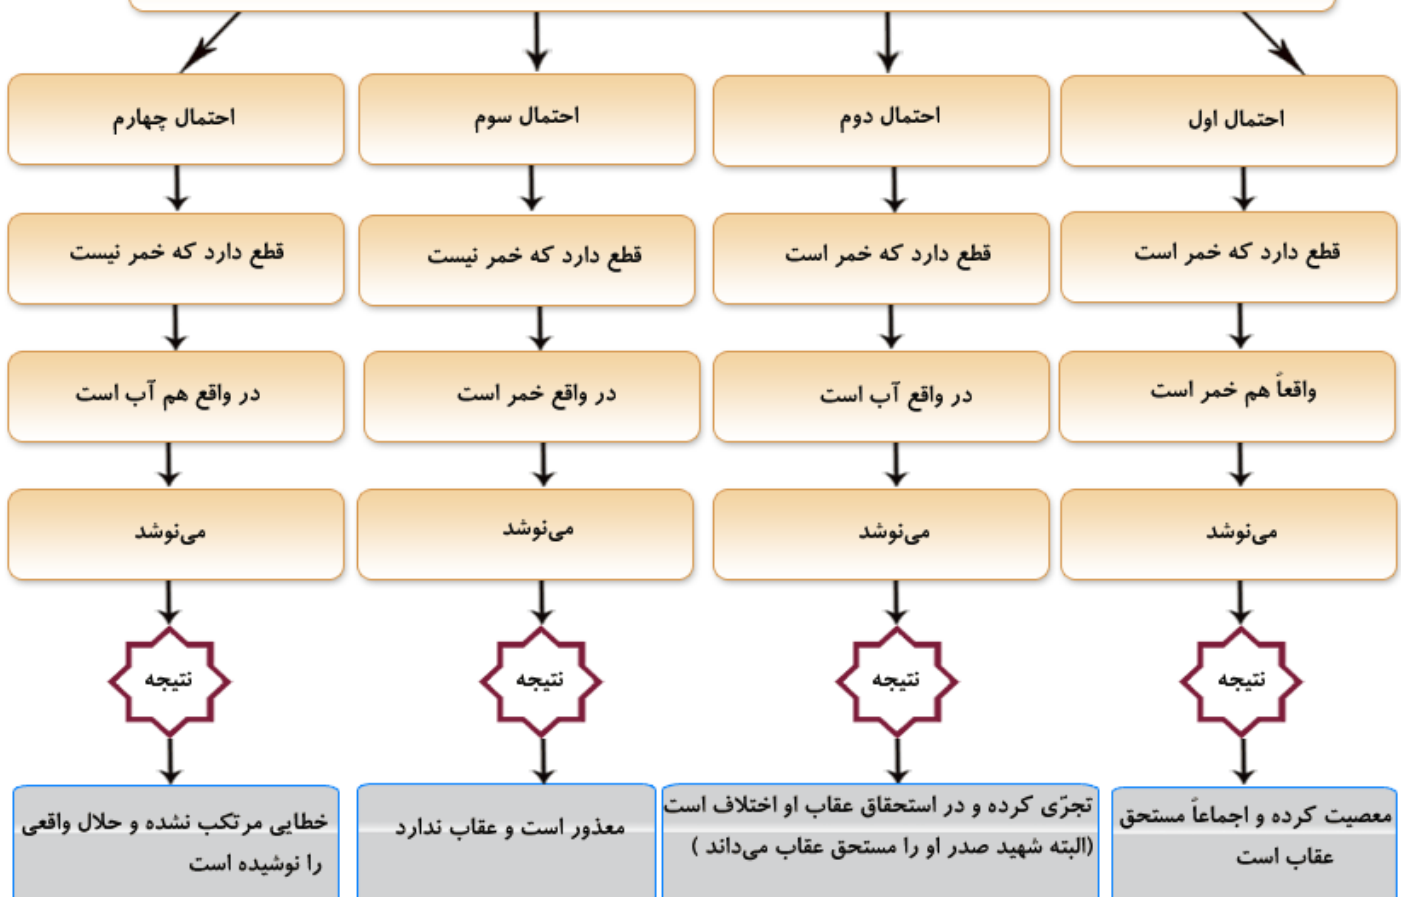 احتمال اول
احتمال دوم
احتمال سوم
احتمال چهارم
قطع دارد که خمر است
قطع دارد که خمر است
قطع دارد که خمر نیست
قطع دارد که خمر نیست
واقعاً هم خمر است
در واقع آب است
در واقع خمر است
در واقع هم آب است
می‌نوشد
می‌نوشد
می‌نوشد
می‌نوشد
نتیجه
نتیجه
نتیجه
نتیجه
معصیت کرده و اجماعاً مستحق
عقاب است
تجرّی کرده و در استحقاق عقاب او اختلاف است
(البته شهید صدر او را مستحق عقاب می‌داند )
معذور است و عقاب ندارد
خطایی مرتکب نشده و حلال واقعی
را نوشیده است